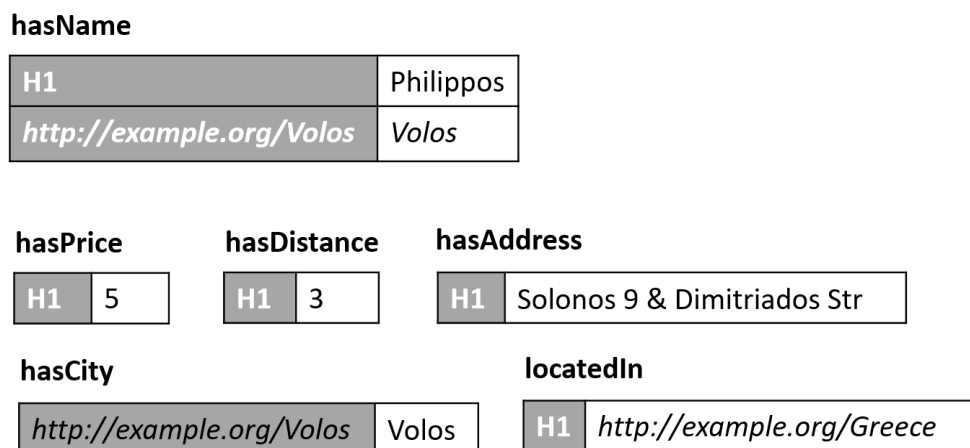 hasName
H1 Philippos
http://example.org/Volos Volos
hasPrice hasDistance hasAddress
H1 5 H1 3 H1 Solonos 9 & Dimitriados Str
hasCity locatedIn
http://example.org/Volos Volos H1 http://example.org/Greece